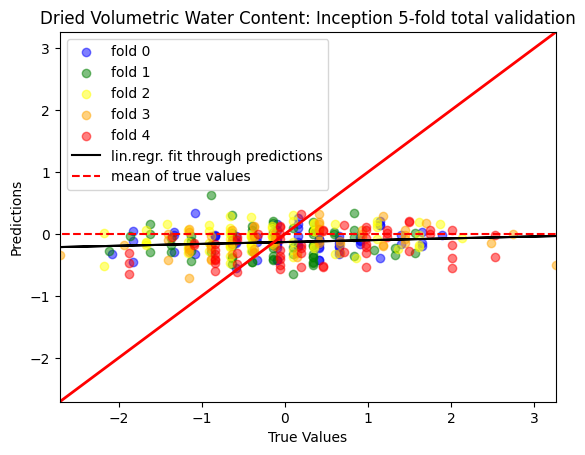 Dried Volumetric Water Content: Inception 5-fold total validation
fold 0
fold 1
fold 2
fold 3
fold 4
lin.regr. fit through predictions
mean of true values
Predictions
3
2
1
0
−1
−2
−2
−1
0
1
2
3
True Values